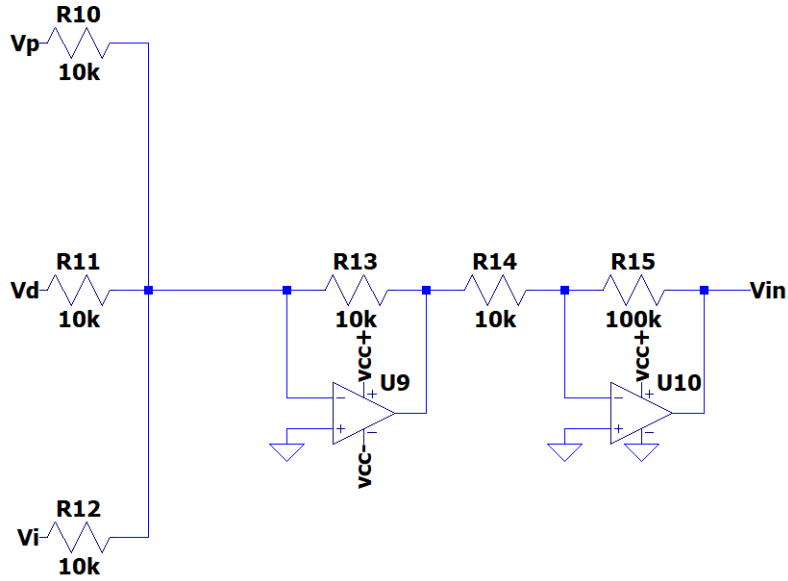 R10
Vp
10k
R11
Vd
10k
R12
Vi
10k
R13
10k
R14
10k
R15
100k
Vin
vcc+
U9
vcc-
vcc+
U10